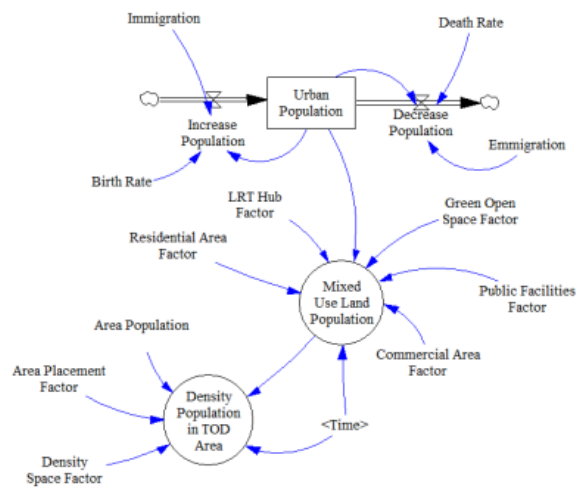 Immigration
Death Rate
Urban
Population
Increase
Population
Decrease
Population
Birth Rate
Emmigration
LRT Hub
Factor
Green Open
Space Factor
Residential Area
Factor
Mixed
Use Land
Population
Public Facilities
Factor
Area Population
Commercial Area
Factor
Area Placement
Factor
Density
Population
in TOD
Area
<Time>
Density
Space Factor